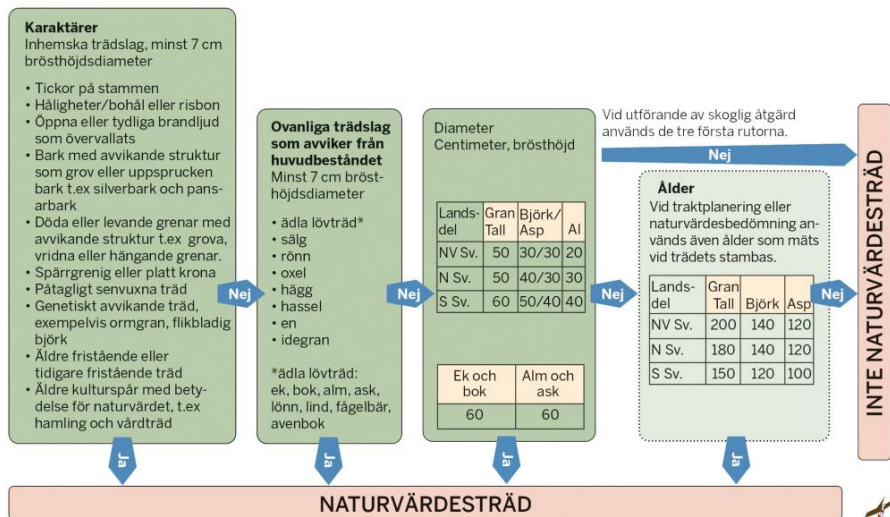 Karaktärer
Inhemska trädslag, minst 7 cm
brösthöjdsdiameter
• Tickor på stammen
• Håligheter/bohål eller risbon
• Öppna eller tydliga brandljud
som övervallats
• Bark med avvikande struktur
som grov eller uppsprucken
bark t.ex silverbark och pans-
arbark
• Döda eller levande grenar med
avvikande struktur t.ex grova,
vridna eller hängande grenar.
• Spärrgrenig eller platt krona
• Påtagligt senvuxna träd
• Genetiskt avvikande träd,
exempelvis ormgran, flikbladig
björk
• Äldre fristående eller
tidigare fristående träd
• Äldre kulturspår med bety-
delse för naturvärdet, t.ex
hamling och vårdträd
Nej
Ja
Ovanliga trädslag
som avviker från
huvudbeståndet
Minst 7 cm bröst-
höjdsdiameter
• ädla lövträd*
• sälg
• rönn
• oxel
• hägg
• hassel
• en
• idegran
*ädla lövträd:
ek, bok, alm, ask,
lönn, lind, fågelbär,
avenbok
Nej
Ja
Diameter
Centimeter, brösthöjd
Lands-
del
Gran
Tall
Björk/
Asp
Al
NV Sv. 50 30/30 20
N Sv. 50 40/30 30
S Sv. 60 50/40 40
Ek och
bok
Alm och
ask
60 60
Nej
Ja
Vid utförande av skoglig åtgärd
används de tre första rutorna.
Nej
Ålder
Vid traktplanering eller
naturvärdesbedömning an-
vänds även ålder som mäts
vid trädets stambas.
Lands-
del
Gran
Tall
Björk
Asp
NV Sv. 200 140 120
N Sv. 180 140 120
S Sv. 150 120 100
Nej
Ja
INTE NATURVÄRDESTRÄD
NATURVÄRDESTRÄD